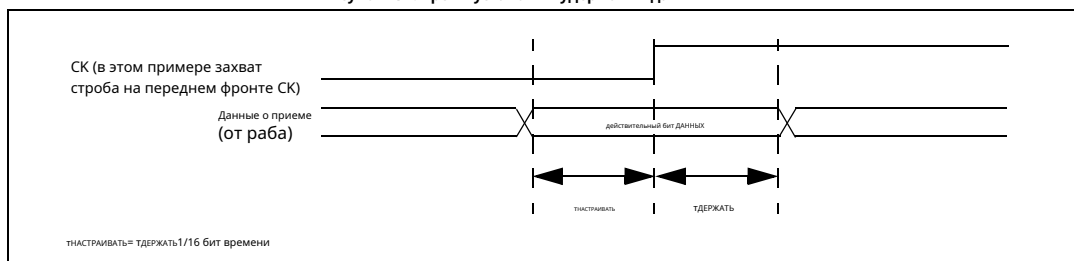 СК (в этом примере захват
строба на переднем фронте СК)
Данные о приеме
(от раба)
действительный бит ДАННЫХ
тНАСТРАИВАТЬ
тДЕРЖАТЬ
тНАСТРАИВАТЬ= тДЕРЖАТЬ1/16 бит времени